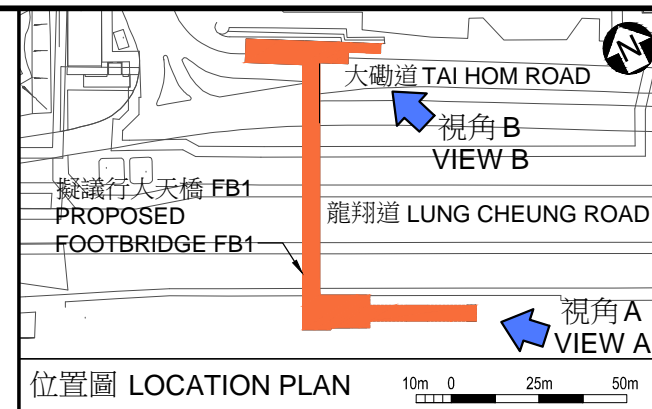 N
大磡道 TAI HOM ROAD
視角 B
VIEW B
擬議行人天橋 FB1
PROPOSED
FOOTBRIDGE FB1
龍翔道 LUNG CHEUNG ROAD
視角 A
VIEW A
位置圖 LOCATION PLAN
10m 0 25m 50m